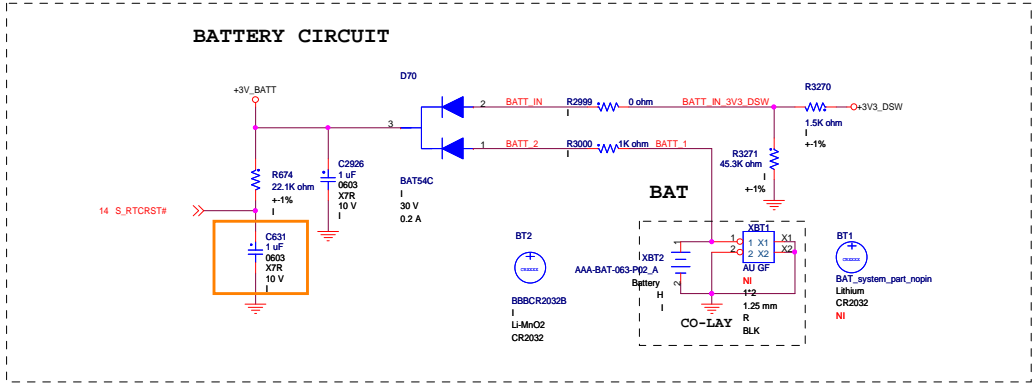 BATTERY CIRCUIT
+3V_BATT
D70
3
2
1
BATT_IN
BATT_2
R2999
I
0 ohm
R3000
I
1K ohm
BATT_IN_3V3_DSW
BATT_1
R3270
+3V3_DSW
1.5K ohm
I
+-1%
R3271
45.3K ohm
I
+-1%
BAT54C
I
30 V
0.2 A
C2926
1 uF
0603
X7R
10 V
I
R674
22.1K ohm
+-1%
I
14 S_RTCRST#
C631
1 uF
0603
X7R
I
10 V
BAT
BT2
BBBCR2032B
I
Li-MnO2
CR2032
XBT2
AAA-BAT-063-P02_A
Battery
H
I
1
2
XBT1
1
2
1 X1
2 X2
X1
X2
AU GF
NI
1*2
1.25 mm
R
BLK
CO-LAY
BT1
BAT_system_part_nopin
Lithium
CR2032
NI